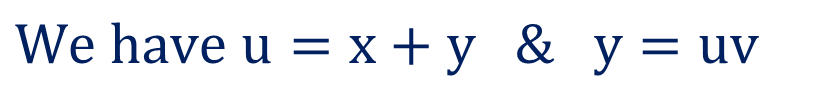 We have u = x + y & y = uv